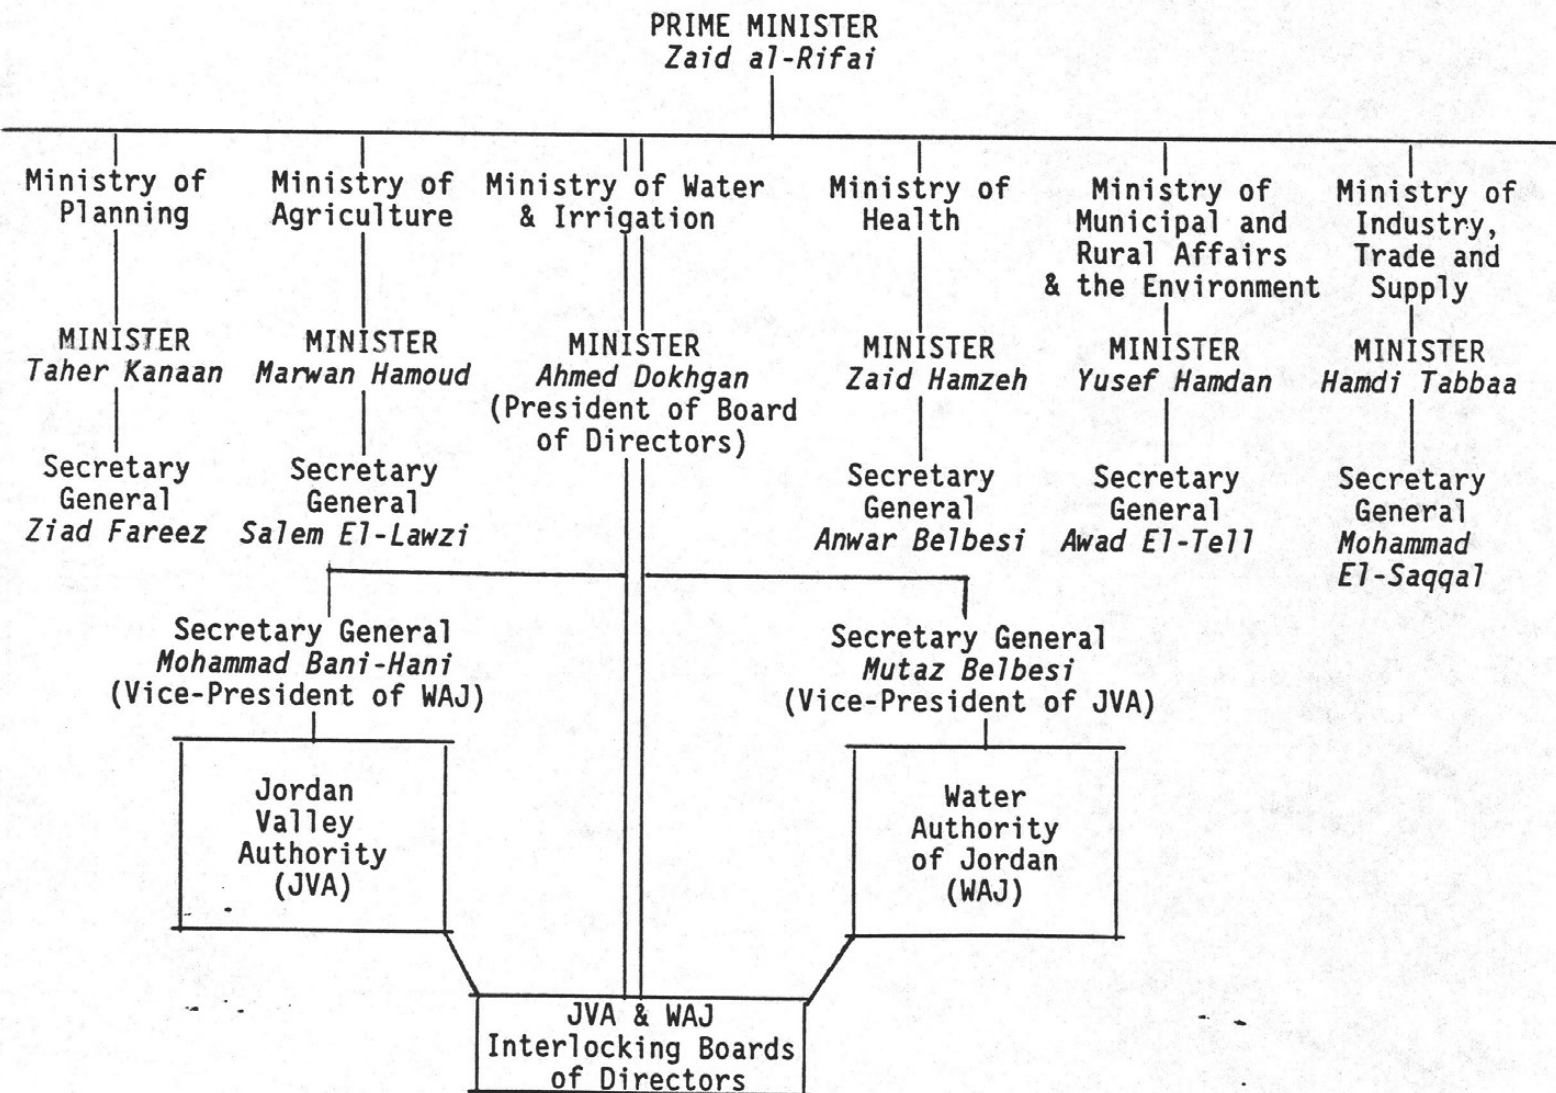 PRIME MINISTER
Zaid al-Rifai
Ministry of
Planning
MINISTER
Taher Kanaan
Secretary
General
Ziad Fareez
Ministry of
Agriculture
MINISTER
Marwan Hamoud
Secretary
General
Salem El-Lawzi
Ministry of Water
& Irrigation
MINISTER
Ahmed Dokhgan
(President of Board
of Directors)
Ministry of
Health
MINISTER
Zaid Hamzeh
Secretary
General
Anwar Belbesi
Ministry of
Municipal and
Rural Affairs
& the Environment
MINISTER
Yusef Hamdan
Secretary
General
Awad El-Tell
Ministry of
Industry,
Trade and
Supply
MINISTER
Hamdi Tabbaa
Secretary
General
Mohammad
El-Saqqal
Secretary General
Mohammad Bani-Hani
(Vice-President of WAJ)
Jordan
Valley
Authority
(JVA)
Secretary General
Mutaz Belbesi
(Vice-President of JVA)
Water
Authority
of Jordan
(WAJ)
JVA & WAJ
Interlocking Boards
of Directors